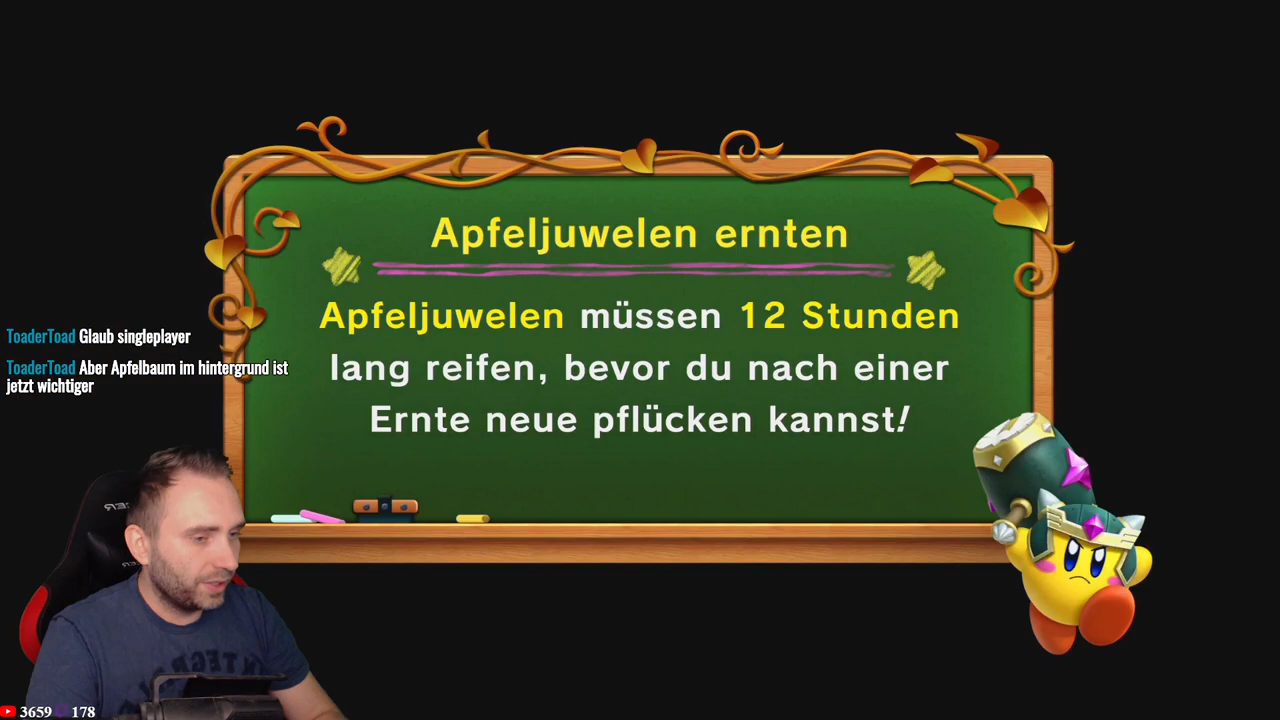 Apfeljuwelen ernten
Apfeljuwelen müssen 12 Stunden
lang reifen, bevor du nach einer
Ernte neue pflücken kannst!
ToaderToad Glaub singleplayer
ToaderToad Aber Apfelbaum im hintergrund ist
jetzt wichtiger
3659 178